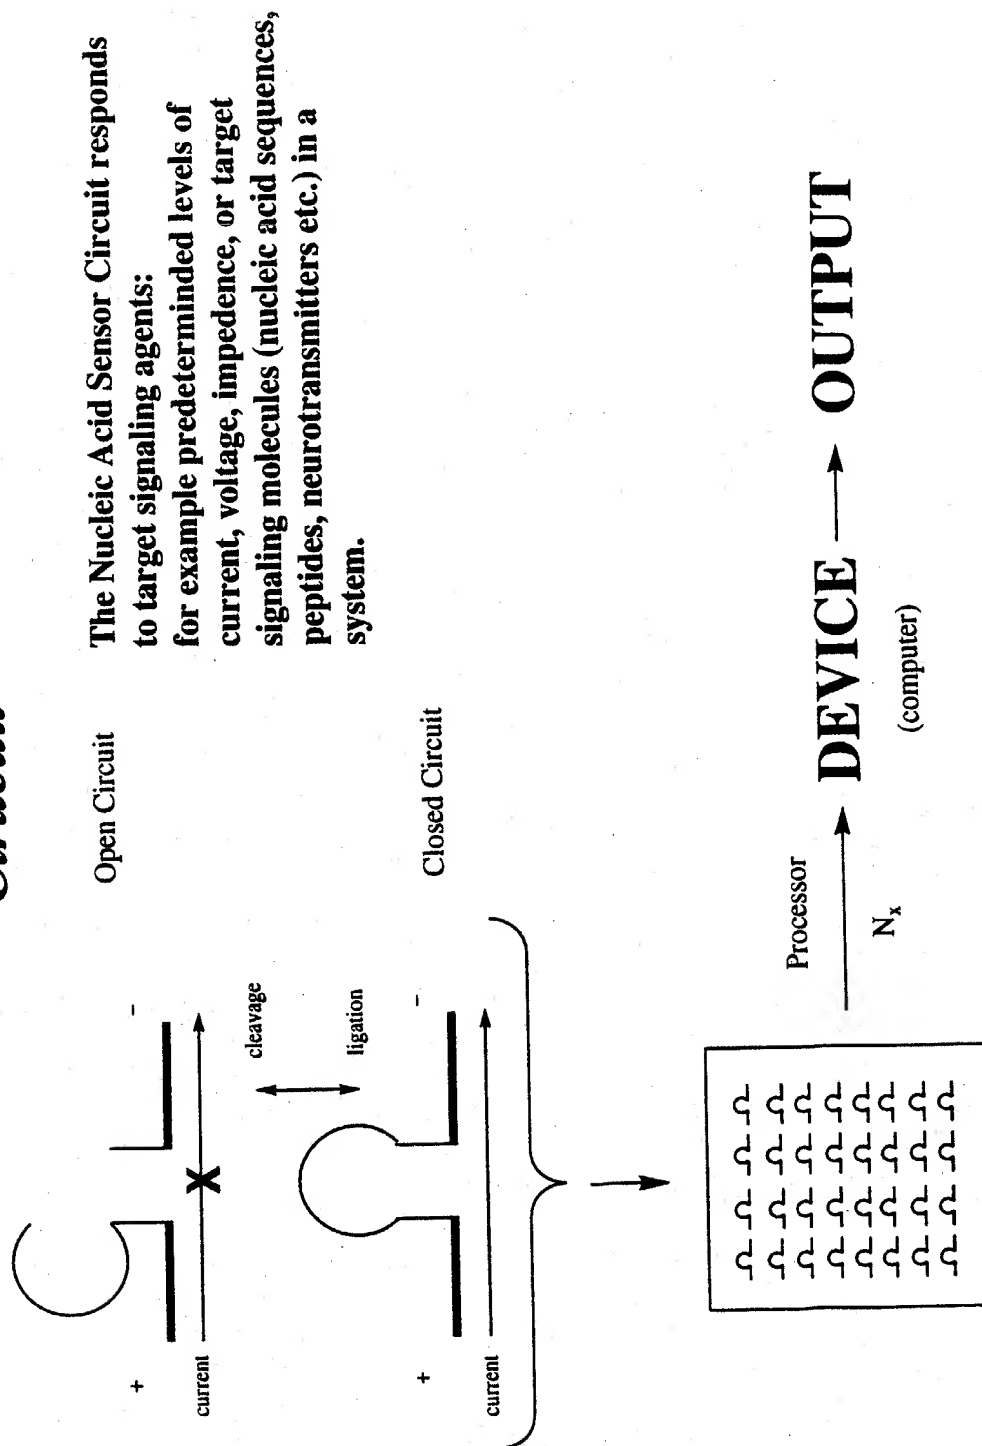 Circuit
Open Circuit
The Nucleic Acid Sensor Circuit responds
to target signaling agents:
for example predeterminded levels of
current, voltage, impedence, or target
signaling molecules (nucleic acid sequences,
peptides, neurotransmitters etc.) in a
system.
+
-
X
current
cleavage
ligation
Closed Circuit
+
-
current
Processor
Nx
DEVICE
(computer)
OUTPUT